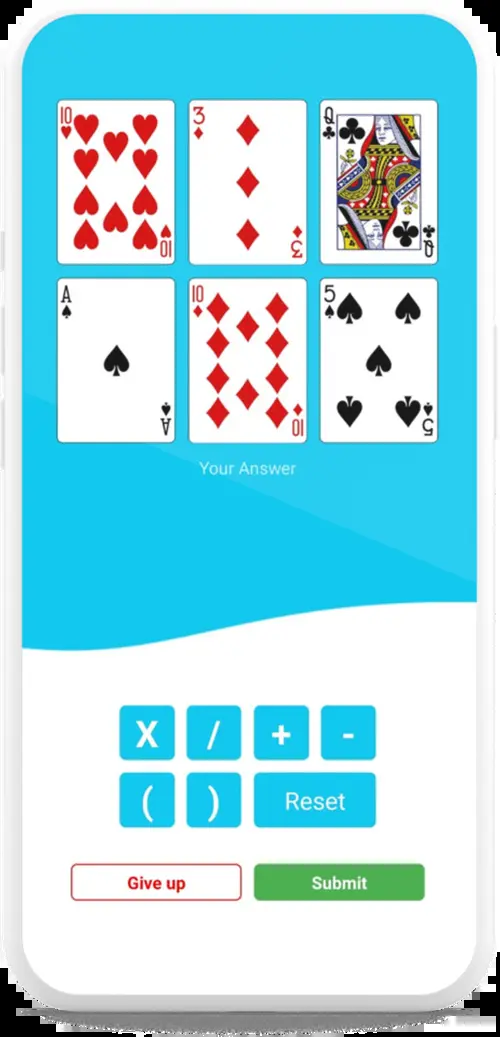 10 3 Q
10 3 Q
A 10 5
A 10 5
Your Answer
X / + -
( ) Reset
Give up Submit